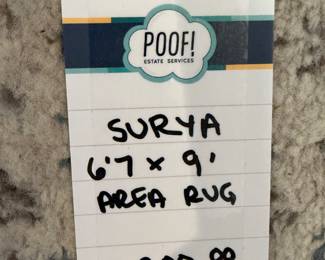 POOF!
ESTATE SERVICES
SURYA
6'7 x 9'
AREA RUG